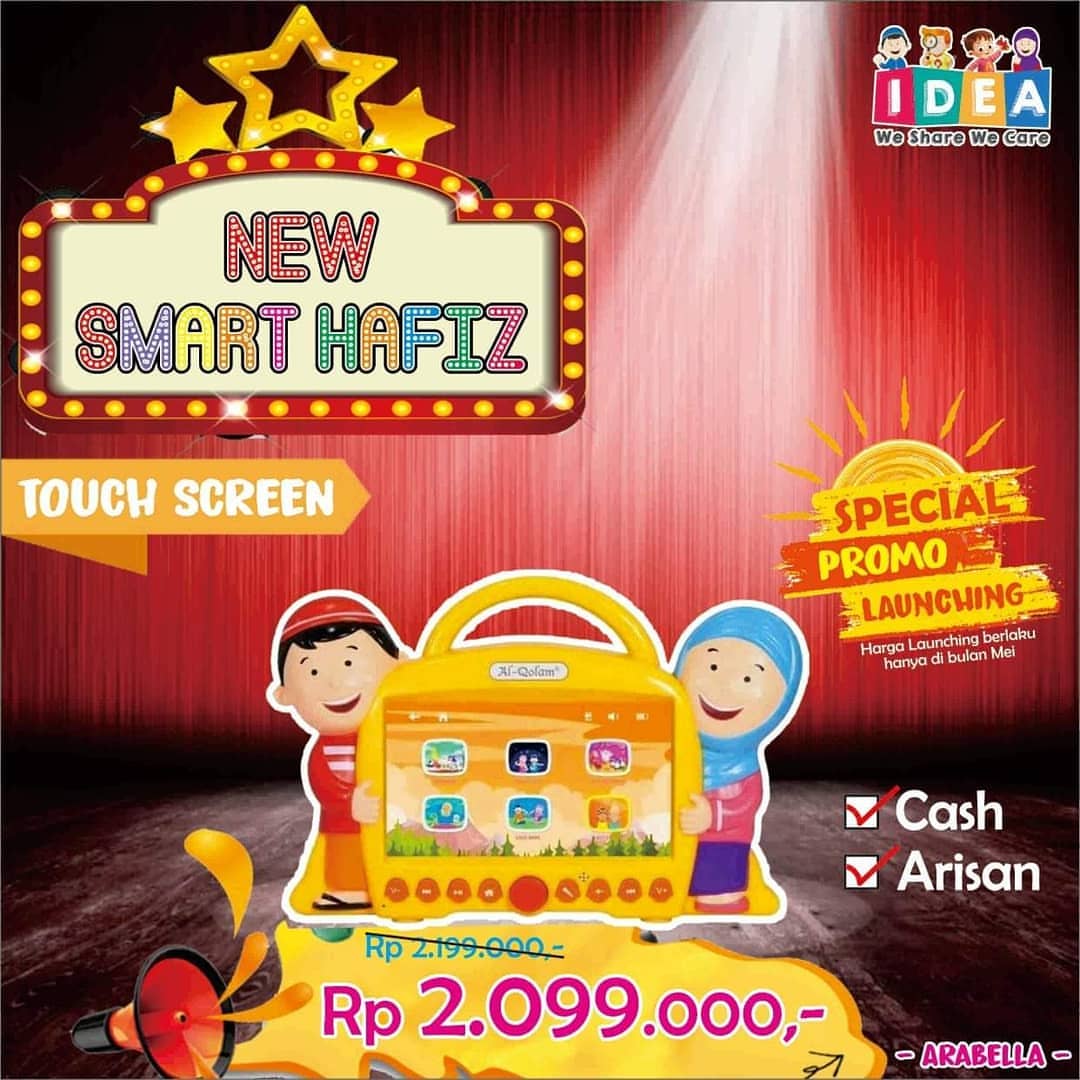 IDEA
We Share We Care
NEW
SMART HAFIZ
TOUCH SCREEN
SPECIAL
PROMO
LAUNCHING
Harga Launching berlaku
hanya di bulan Mei
Al-Qolam®
Cash
Arisan
Rp 2.199.000,-
Rp 2.099.000,-
- ARABELLA -